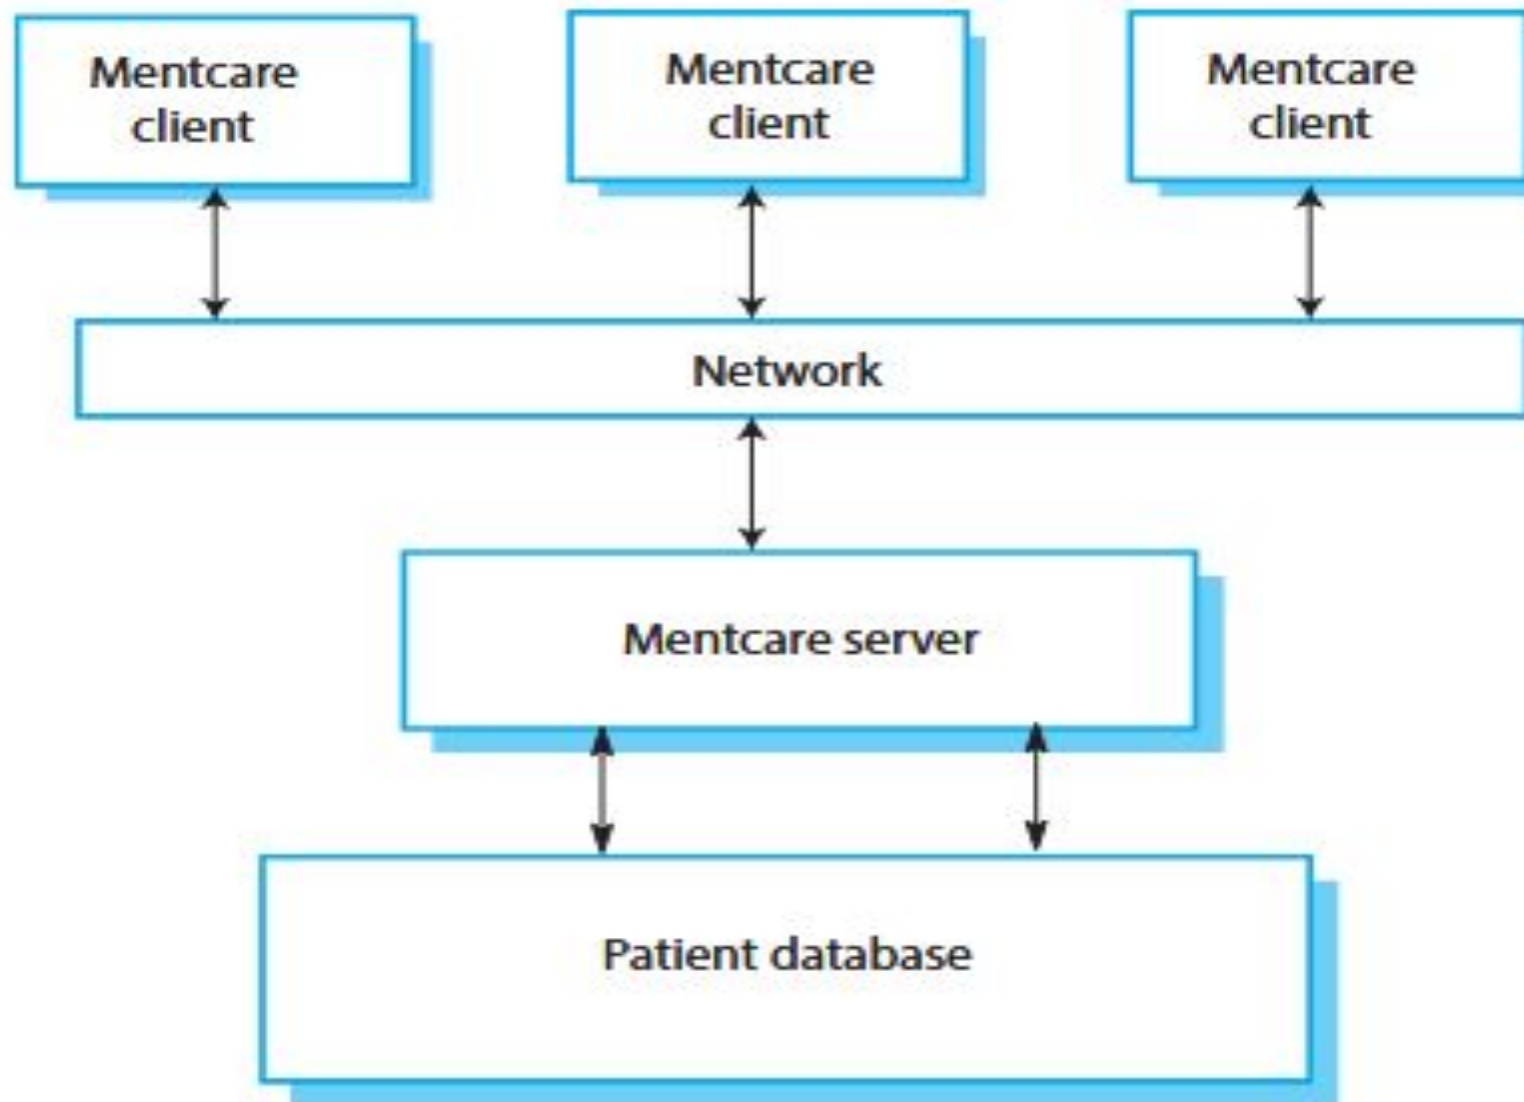 Mentcare
client
Mentcare
client
Mentcare
client
Network
Mentcare server
Patient database